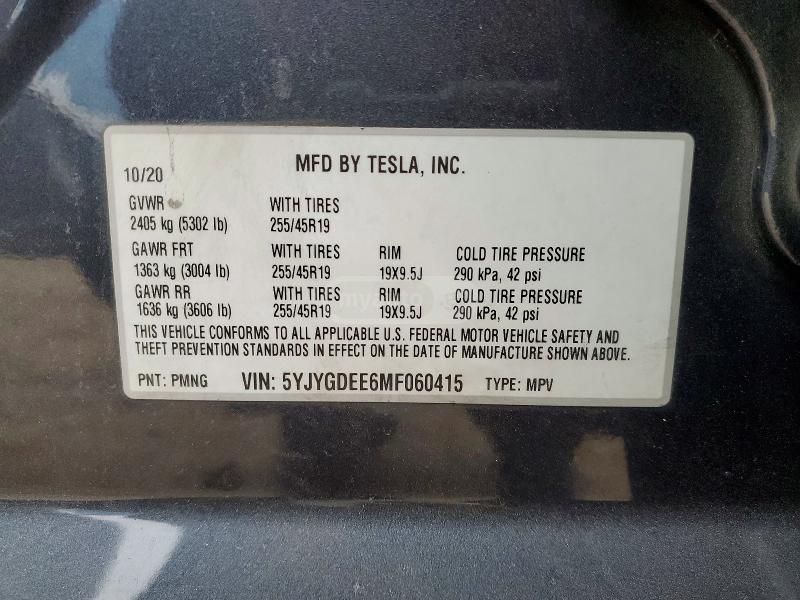 MFD BY TESLA, INC.
10/20
GVWR WITH TIRES
2405 kg (5302 lb) 255/45R19
GAWR FRT WITH TIRES RIM COLD TIRE PRESSURE
1363 kg (3004 lb) 255/45R19 19X9.5J 290 kPa, 42 psi
GAWR RR WITH TIRES RIM COLD TIRE PRESSURE
1636 kg (3606 lb) 255/45R19 19X9.5J 290 kPa, 42 psi
THIS VEHICLE CONFORMS TO ALL APPLICABLE U.S. FEDERAL MOTOR VEHICLE SAFETY AND
THEFT PREVENTION STANDARDS IN EFFECT ON THE DATE OF MANUFACTURE SHOWN ABOVE.
PNT: PMNG VIN: 5YJYGDEE6MF060415 TYPE: MPV